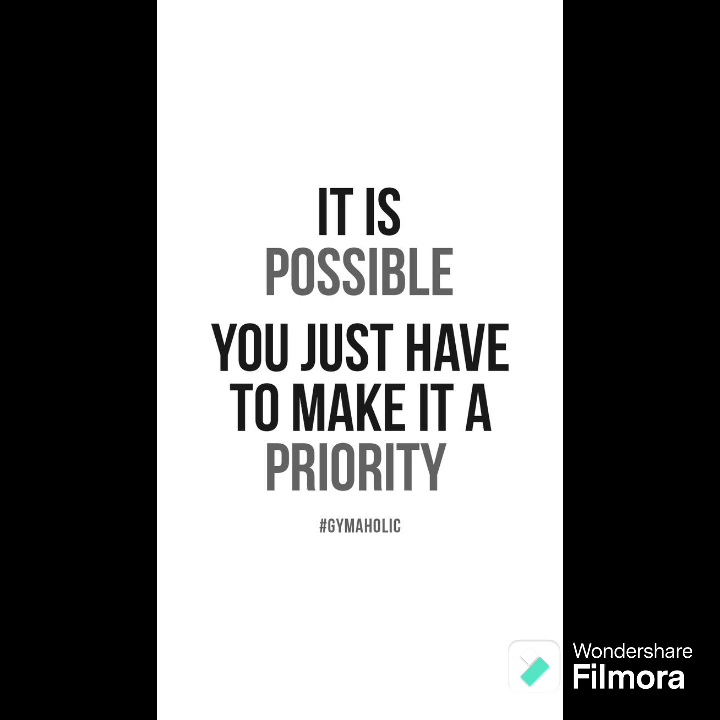 IT IS
POSSIBLE
YOU JUST HAVE
TO MAKE IT A
PRIORITY
#GYMAHOLIC
Wondershare
Filmora